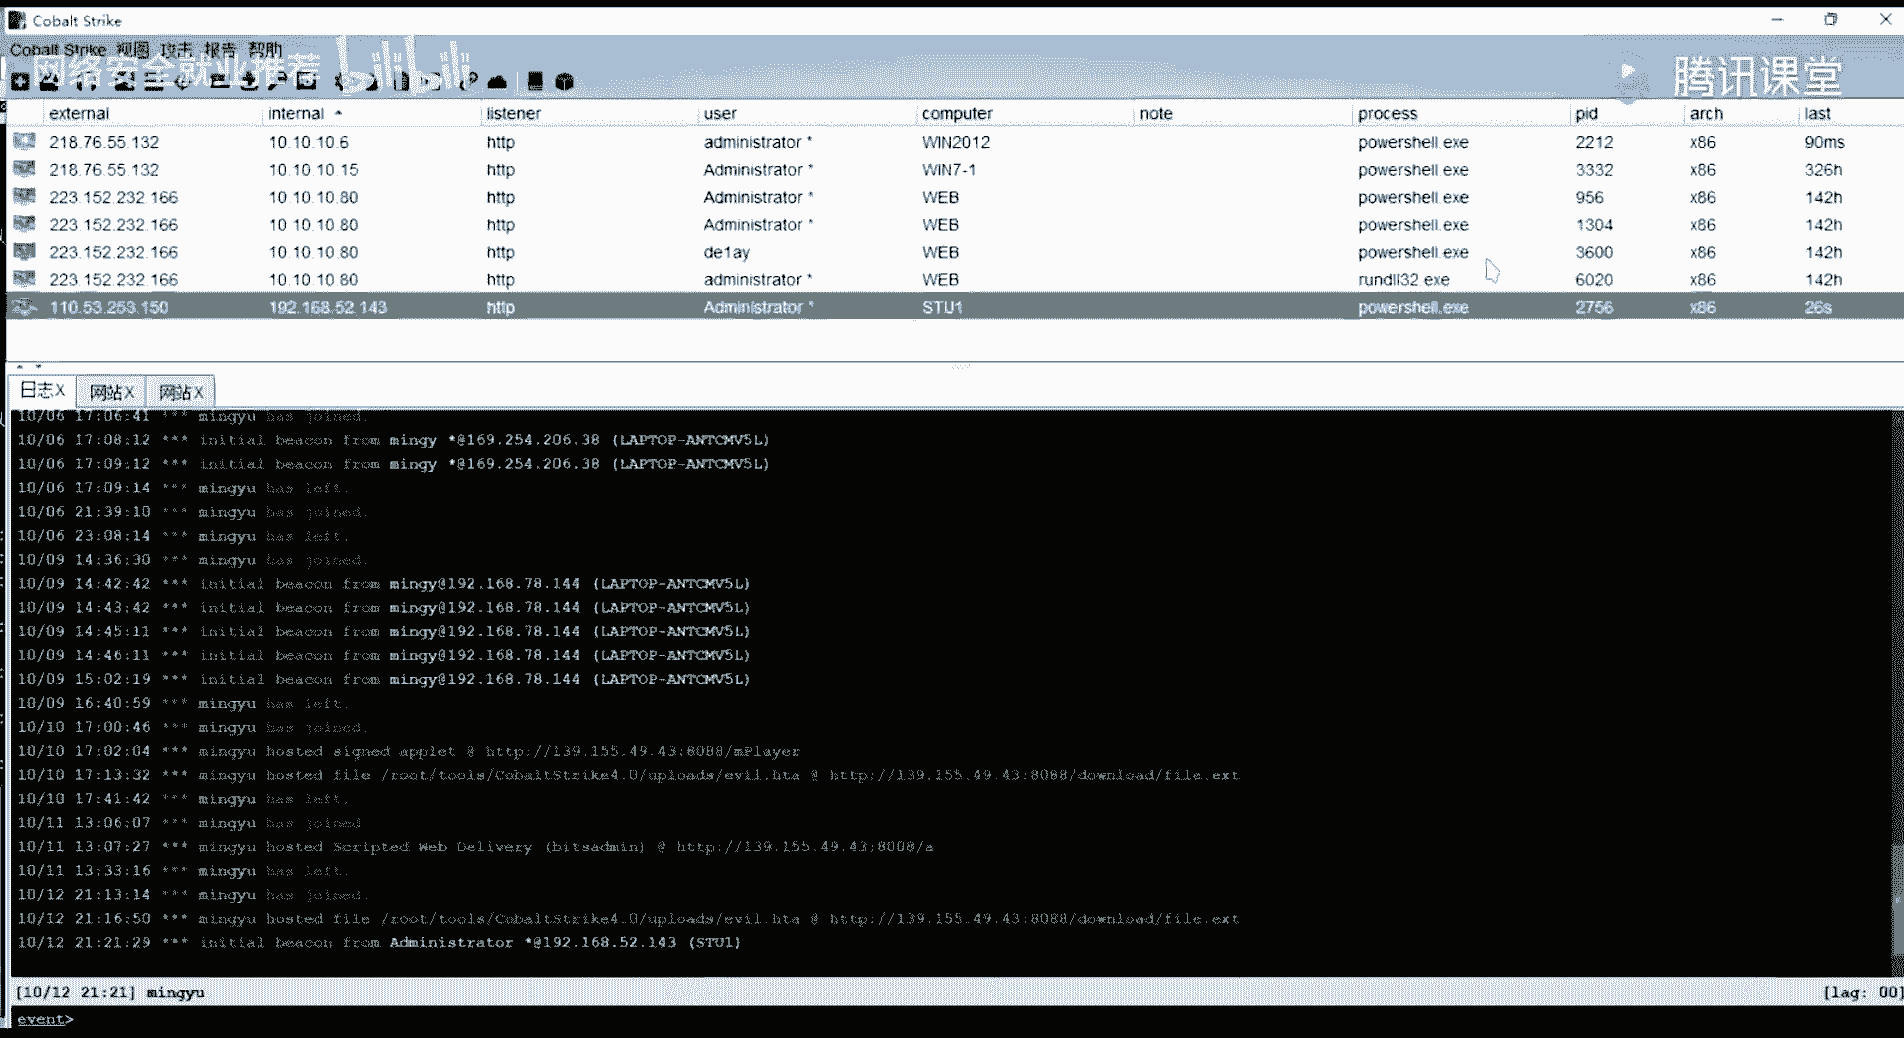 Cobalt Strike
Cobalt Strike 视图 攻击 报告 帮助
网络安全就业推荐 bilibili 腾讯课堂
external internal listener user computer note process pid arch last
218.76.55.132 10.10.10.6 http administrator * WIN2012 powershell.exe 2212 x86 90ms
218.76.55.132 10.10.10.15 http Administrator * WIN7-1 powershell.exe 3332 x86 326h
223.152.232.166 10.10.10.80 http Administrator * WEB powershell.exe 956 x86 142h
223.152.232.166 10.10.10.80 http Administrator * WEB powershell.exe 1304 x86 142h
223.152.232.166 10.10.10.80 http de1ay WEB powershell.exe 3600 x86 142h
223.152.232.166 10.10.10.80 http administrator * WEB rundll32.exe 6020 x86 142h
110.53.253.150 192.168.52.143 http Administrator * STU1 powershell.exe 2756 x86 26s
日志X 网站X 网站X
10/06 17:06:41 *** mingyu has joined.
10/06 17:08:12 *** initial beacon from mingy *@169.254.206.38 (LAPTOP-ANTCMV5L)
10/06 17:09:12 *** initial beacon from mingy *@169.254.206.38 (LAPTOP-ANTCMV5L)
10/06 17:09:14 *** mingyu has left.
10/06 21:39:10 *** mingyu has joined.
10/06 23:08:14 *** mingyu has left.
10/09 14:36:30 *** mingyu has joined.
10/09 14:42:42 *** initial beacon from mingy@192.168.78.144 (LAPTOP-ANTCMV5L)
10/09 14:43:42 *** initial beacon from mingy@192.168.78.144 (LAPTOP-ANTCMV5L)
10/09 14:45:11 *** initial beacon from mingy@192.168.78.144 (LAPTOP-ANTCMV5L)
10/09 14:46:11 *** initial beacon from mingy@192.168.78.144 (LAPTOP-ANTCMV5L)
10/09 15:02:19 *** initial beacon from mingy@192.168.78.144 (LAPTOP-ANTCMV5L)
10/09 16:40:59 *** mingyu has left.
10/10 17:00:46 *** mingyu has joined.
10/10 17:02:04 *** mingyu hosted signed applet @ http://139.155.49.43:8088/mPlayer
10/10 17:13:32 *** mingyu hosted file /root/tools/CobaltStrike4.0/uploads/evil.hta @ http://139.155.49.43:8088/download/file.ext
10/10 17:41:42 *** mingyu has left.
10/11 13:06:07 *** mingyu has joined
10/11 13:07:27 *** mingyu hosted Scripted Web Delivery (bitsadmin) @ http://139.155.49.43:8008/a
10/11 13:33:16 *** mingyu has left.
10/12 21:13:14 *** mingyu has joined.
10/12 21:16:50 *** mingyu hosted file /root/tools/CobaltStrike4.0/uploads/evil.hta @ http://139.155.49.43:8088/download/file.ext
10/12 21:21:29 *** initial beacon from Administrator *@192.168.52.143 (STU1)
[10/12 21:21] mingyu [lag: 00]
event>